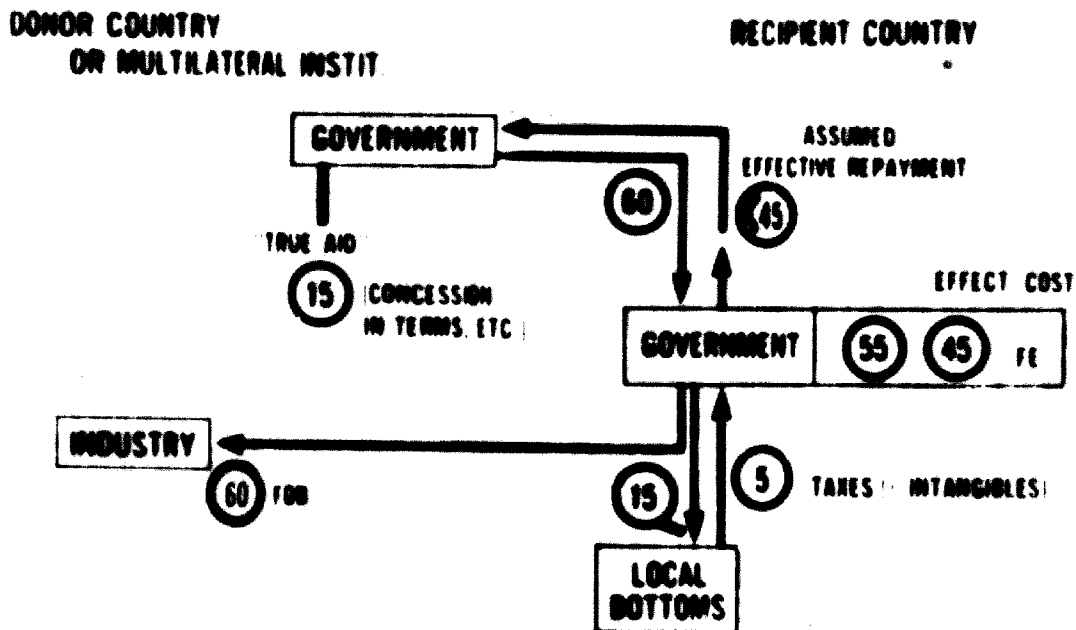 DONOR COUNTRY
OR MULTILATERAL INSTIT.
RECIPIENT COUNTRY
GOVERNMENT
ASSUMED
EFFECTIVE REPAYMENT
60
45
TRUE AID
15
(CONCESSION
IN TERMS, ETC.)
EFFECT COST
GOVERNMENT
55
45
FE
INDUSTRY
60
FOB
15
5
TAXES (+ INTANGIBLES)
LOCAL
BOTTOMS